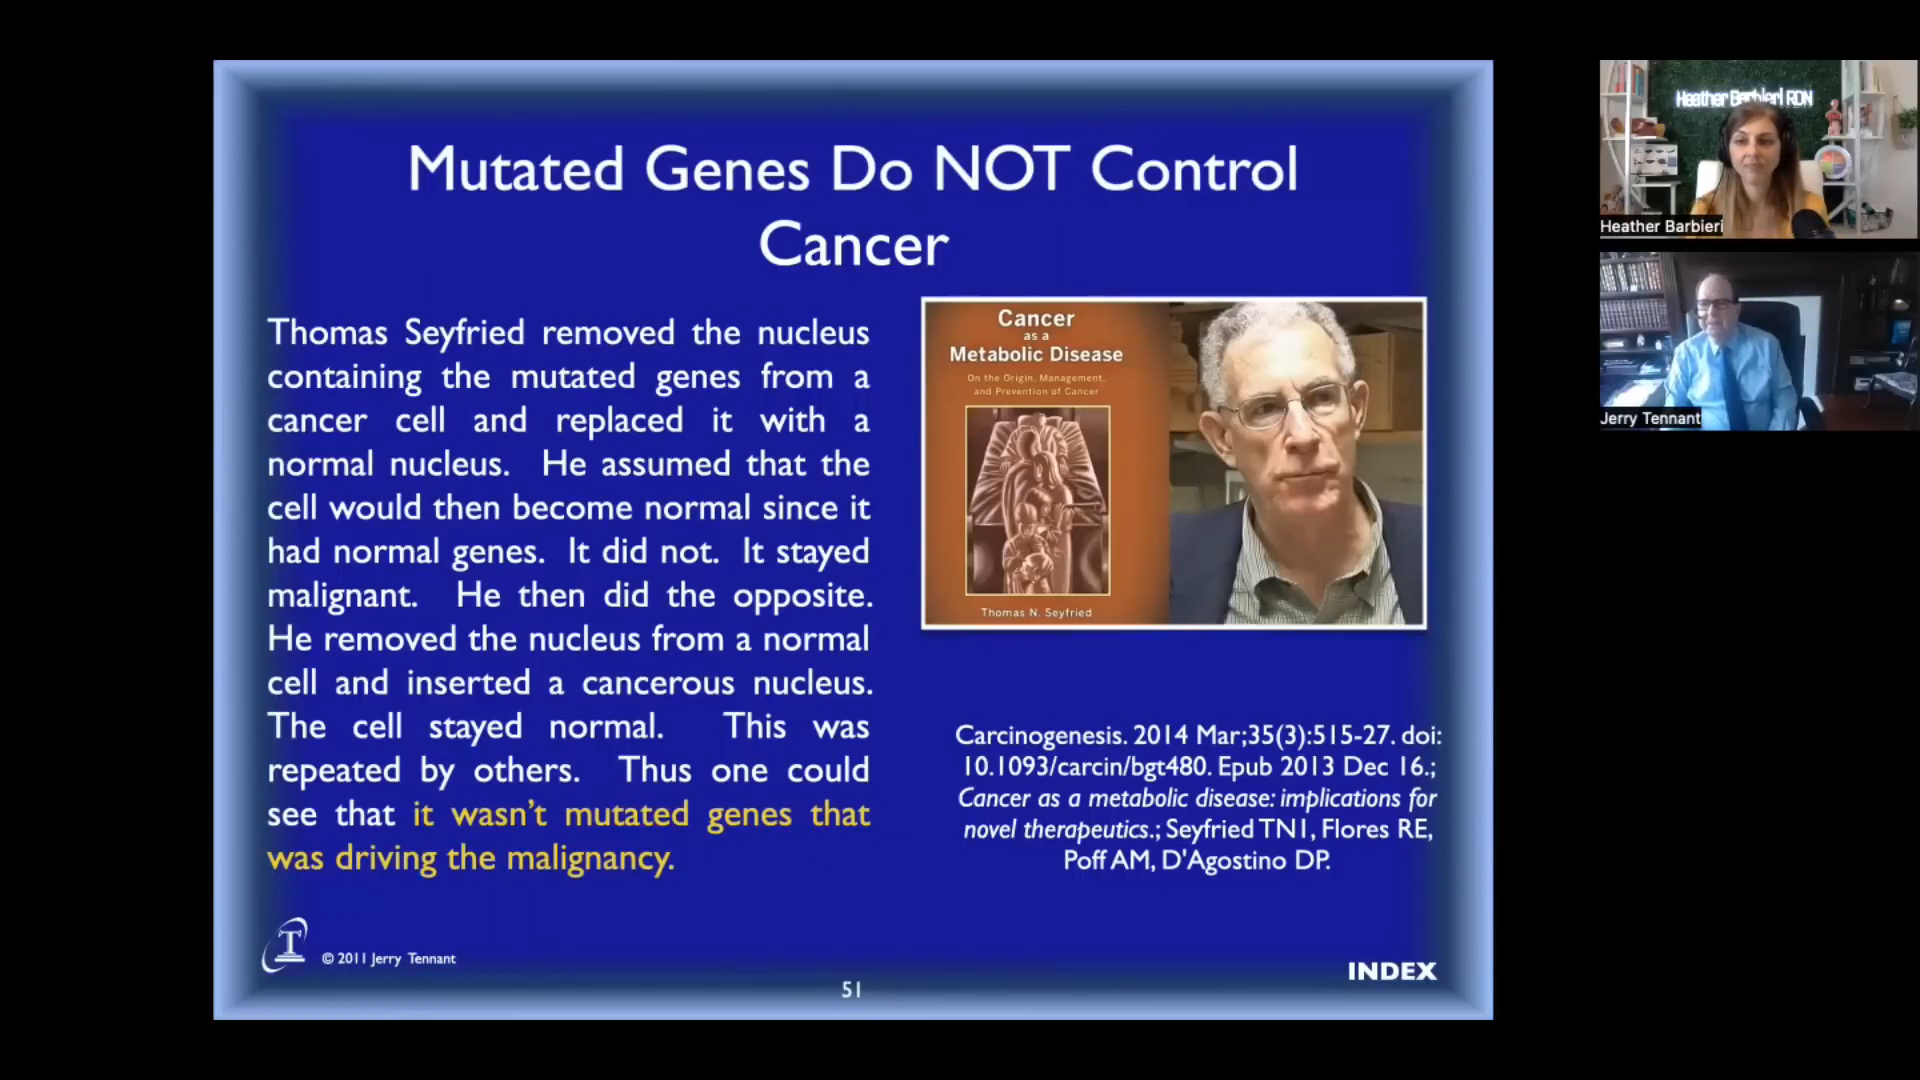 Mutated Genes Do NOT Control
Cancer
Thomas Seyfried removed the nucleus
containing the mutated genes from a
cancer cell and replaced it with a
normal nucleus. He assumed that the
cell would then become normal since it
had normal genes. It did not. It stayed
malignant. He then did the opposite.
He removed the nucleus from a normal
cell and inserted a cancerous nucleus.
The cell stayed normal. This was
repeated by others. Thus one could
see that it wasn't mutated genes that
was driving the malignancy.
Cancer
as a
Metabolic Disease
On the Origin, Management,
and Prevention of Cancer
Thomas N. Seyfried
Carcinogenesis. 2014 Mar;35(3):515-27. doi:
10.1093/carcin/bgt480. Epub 2013 Dec 16.;
Cancer as a metabolic disease: implications for
novel therapeutics.; Seyfried TN1, Flores RE,
Poff AM, D'Agostino DP.
T
© 2011 Jerry Tennant
INDEX
51
Heather Barbieri RDN
Heather Barbieri
Jerry Tennant